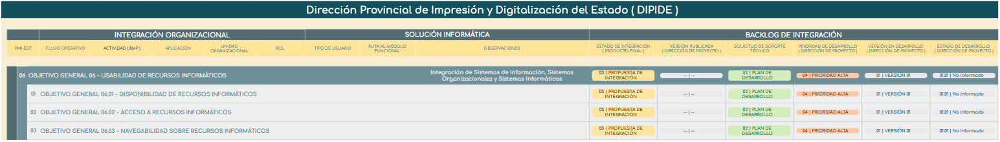 Dirección Provincial de Impresión y Digitalización del Estado ( DIPIDE )
INTEGRACIÓN ORGANIZACIONAL
SOLUCIÓN INFORMÁTICA
BACKLOG DE INTEGRACIÓN
PMI-EDT
FLUJO OPERATIVO
ACTIVIDAD ( BMP )
APLICACIÓN
UNIDAD
ORGANIZACIONAL
ROL
TIPO DE USUARIO
RUTA AL MODULO
FUNCIONAL
OBSERVACIONES
ESTADO DE INTEGRACIÓN
( PRODUCTO FINAL )
VERSIÓN PUBLICADA
( DIRECCIÓN DE PROYECTO )
SOLICITUD DE SOPORTE
TÉCNICO
PRIORIDAD DE DESARROLLO
( DIRECCIÓN DE PROYECTO )
VERSIÓN EN DESARROLLO
( DIRECCIÓN DE PROYECTO )
ESTADO DE DESARROLLO
( DIRECCIÓN DE PROYECTO )
06 OBJETIVO GENERAL 06 - USABILIDAD DE RECURSOS INFORMÁTICOS
Integración de Sistemas de Información, Sistemas
Organizacionales y Sistemas Informáticos
05 | PROPUESTA DE
INTEGRACIÓN
-- | --
02 | PLAN DE
DESARROLLO
04 | PRIORIDAD ALTA
01 | VERSIÓN 01
01.01 | No informado
01 OBJETIVO GENERAL 06.01 - DISPONIBILIDAD DE RECURSOS INFORMÁTICOS
05 | PROPUESTA DE
INTEGRACIÓN
-- | --
02 | PLAN DE
DESARROLLO
04 | PRIORIDAD ALTA
01 | VERSIÓN 01
01.01 | No informado
02 OBJETIVO GENERAL 06.02 - ACCESO A RECURSOS INFORMÁTICOS
05 | PROPUESTA DE
INTEGRACIÓN
-- | --
02 | PLAN DE
DESARROLLO
04 | PRIORIDAD ALTA
01 | VERSIÓN 01
01.01 | No informado
03 OBJETIVO GENERAL 06.03 - NAVEGABILIDAD SOBRE RECURSOS INFORMÁTICOS
05 | PROPUESTA DE
INTEGRACIÓN
-- | --
02 | PLAN DE
DESARROLLO
04 | PRIORIDAD ALTA
01 | VERSIÓN 01
01.01 | No informado